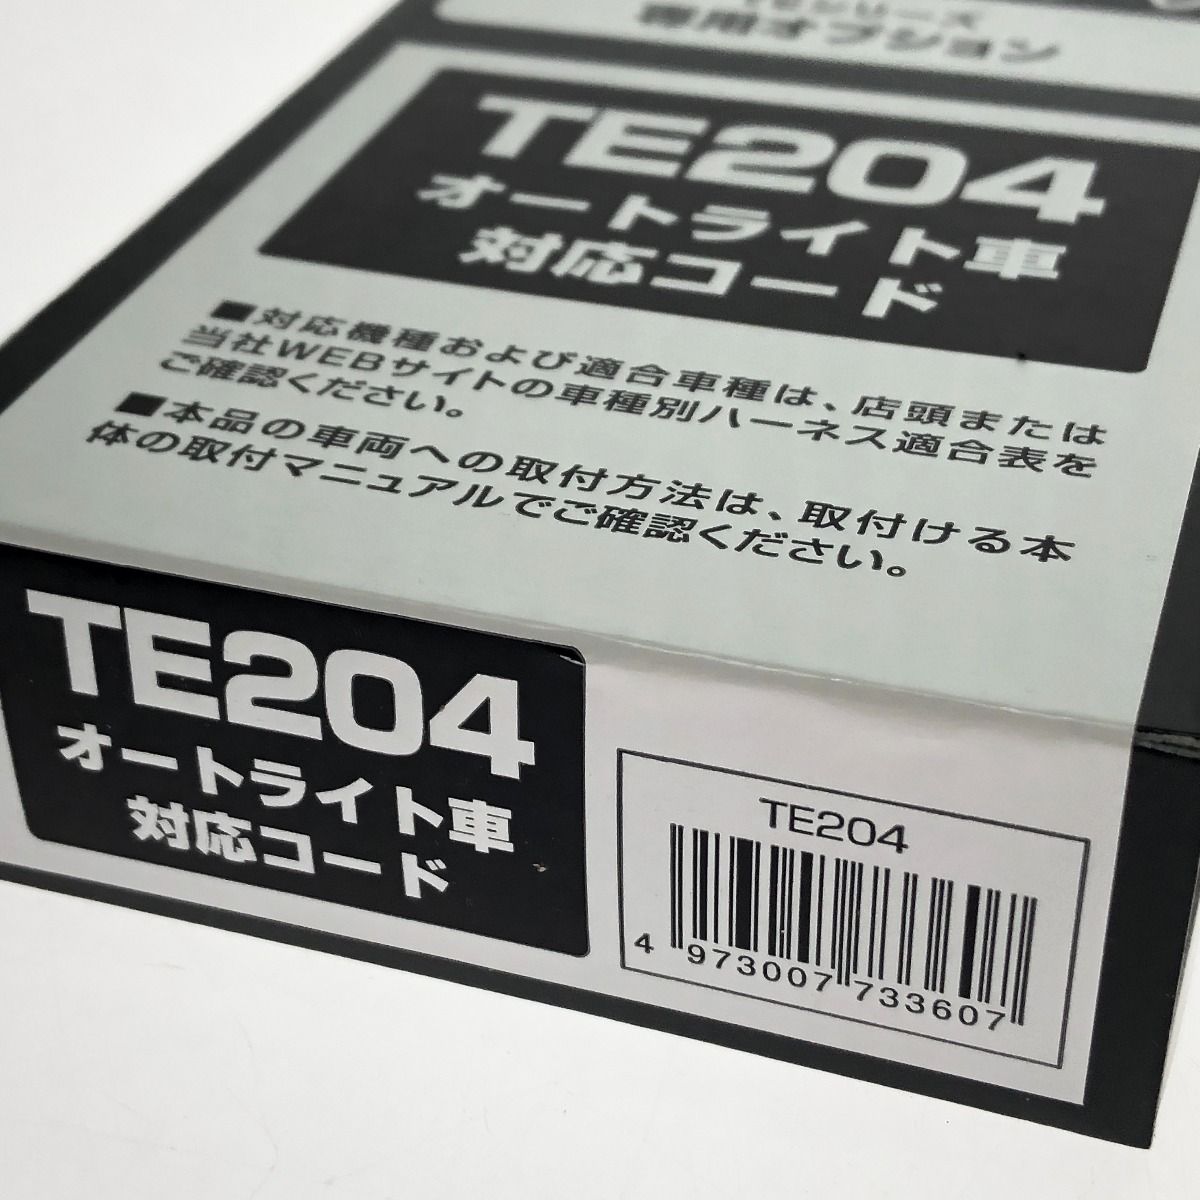 専用オプション
TE204
オートライト車
対応コード
■対応機種および適合車種は、店頭または
当社WEBサイトの車種別ハーネス適合表を
ご確認ください。
■本品の車両への取付方法は、取付ける本
体の取付マニュアルでご確認ください。
TE204
オートライト車
対応コード
TE204
4 973007 733607